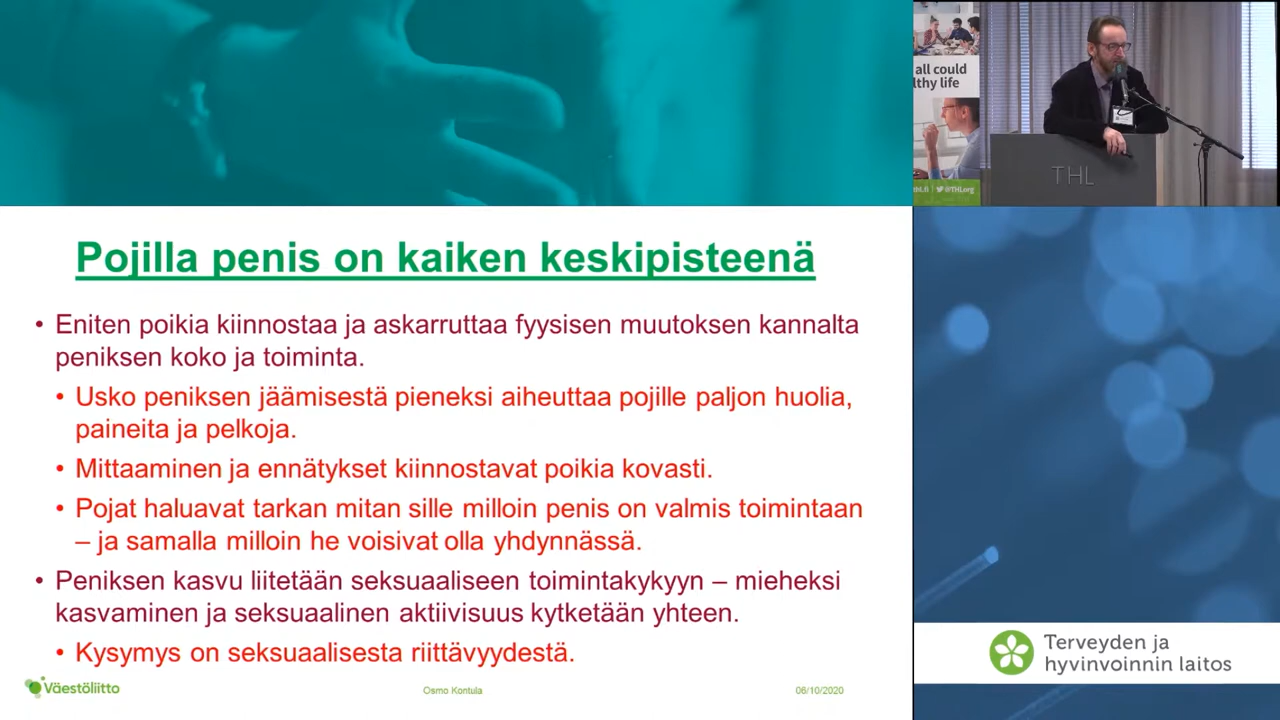 Pojilla penis on kaiken keskipisteenä
• Eniten poikia kiinnostaa ja askarruttaa fyysisen muutoksen kannalta
peniksen koko ja toiminta.
• Usko peniksen jäämisestä pieneksi aiheuttaa pojille paljon huolia,
paineita ja pelkoja.
• Mittaaminen ja ennätykset kiinnostavat poikia kovasti.
• Pojat haluavat tarkan mitan sille milloin penis on valmis toimintaan
– ja samalla milloin he voisivat olla yhdynnässä.
• Peniksen kasvu liitetään seksuaaliseen toimintakykyyn – mieheksi
kasvaminen ja seksuaalinen aktiivisuus kytketään yhteen.
• Kysymys on seksuaalisesta riittävyydestä.
Väestöliitto
Osmo Kontula
06/10/2020
all could
lthy life
thl.fi
@THLorg
THL
Terveyden ja
hyvinvoinnin laitos